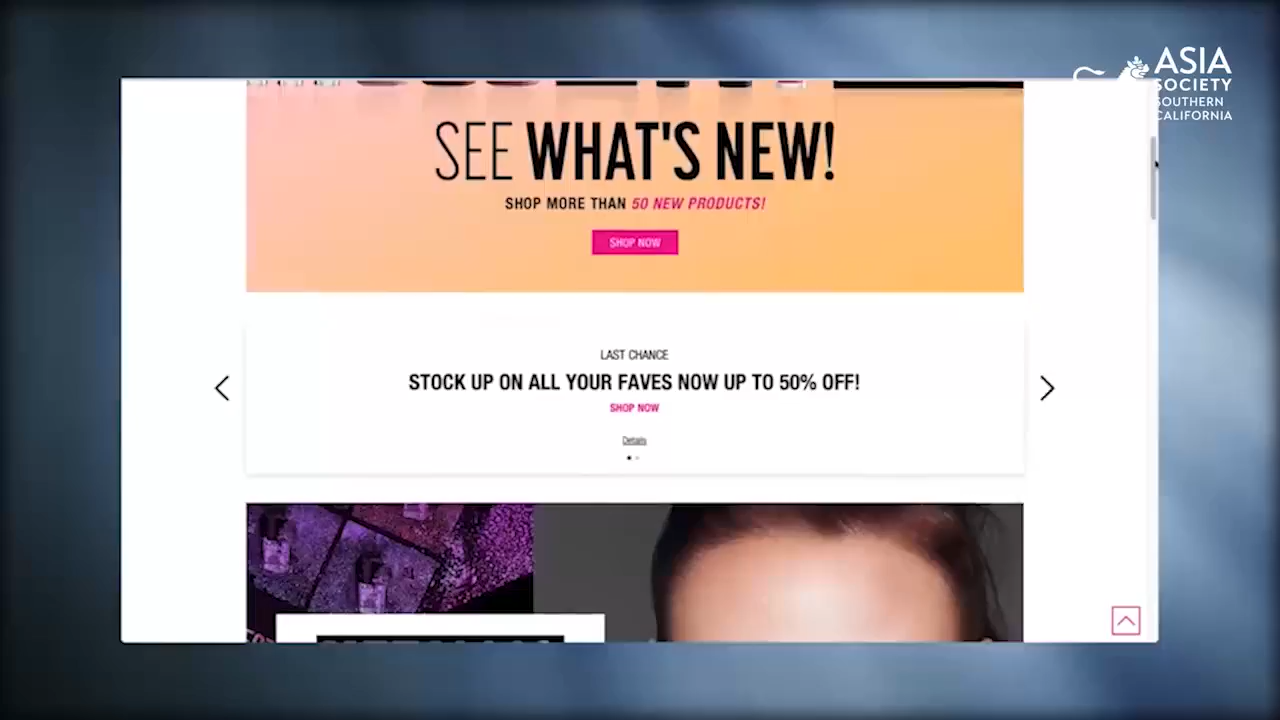 ASIA
SOCIETY
SOUTHERN
CALIFORNIA
SEE WHAT'S NEW!
SHOP MORE THAN 50 NEW PRODUCTS!
SHOP NOW
LAST CHANCE
STOCK UP ON ALL YOUR FAVES NOW UP TO 50% OFF!
SHOP NOW
Details